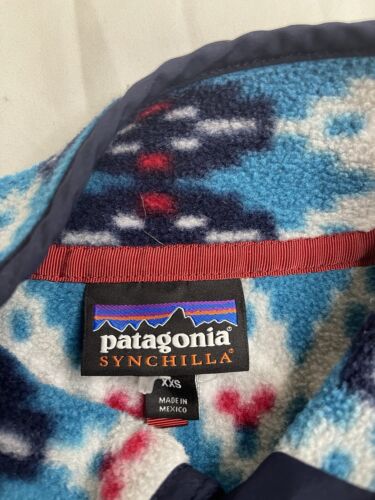 patagonia®
SYNCHILLA®
XXS
MADE IN
MEXICO